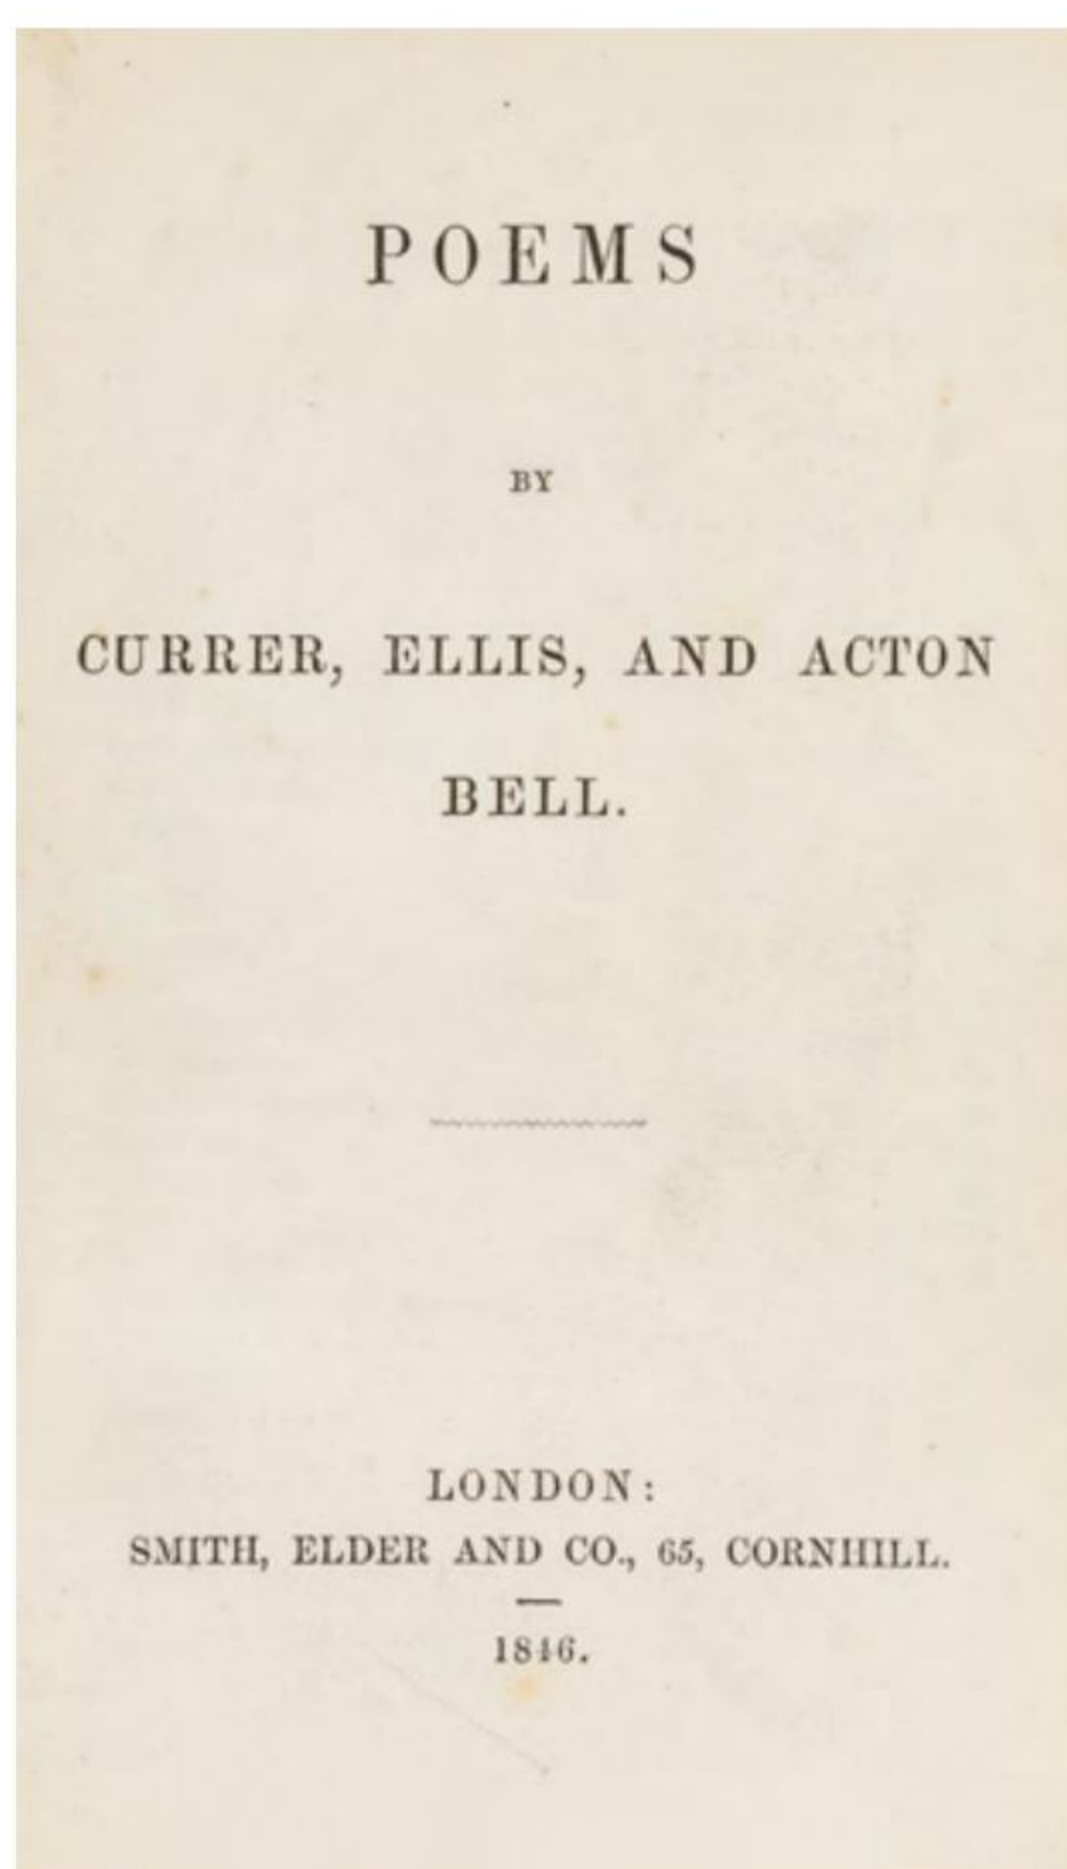 POEMS
BY
CURRER, ELLIS, AND ACTON
BELL.
LONDON:
SMITH, ELDER AND CO., 65, CORNHILL.
1846.